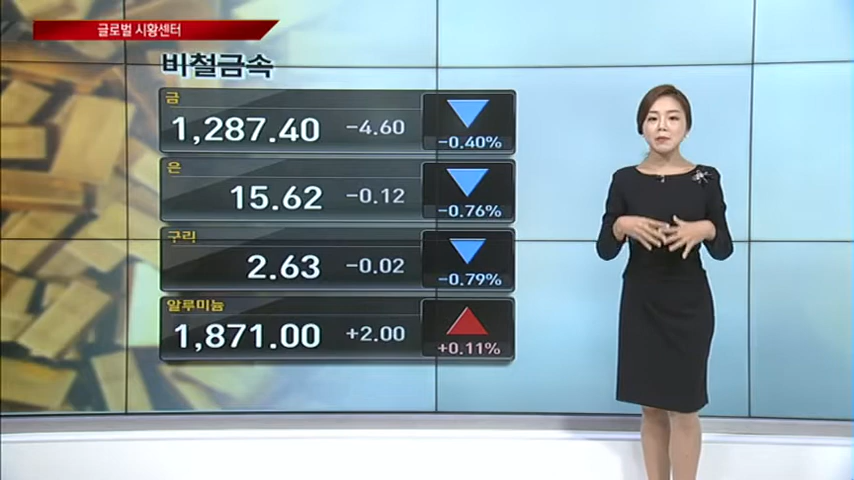 글로벌 시황센터
비철금속
금
1,287.40 -4.60 -0.40%
은
15.62 -0.12 -0.76%
구리
2.63 -0.02 -0.79%
알루미늄
1,871.00 +2.00 +0.11%